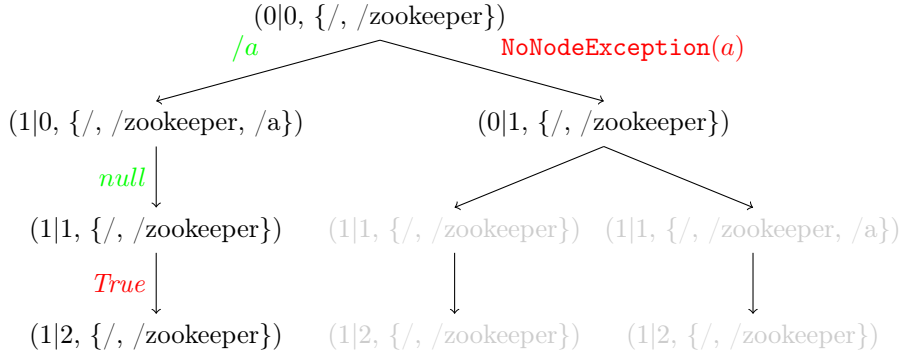 (0|0, {/, /zookeeper})
/a
NoNodeException(a)
(1|0, {/, /zookeeper, /a})
(0|1, {/, /zookeeper})
null
(1|1, {/, /zookeeper})
(1|1, {/, /zookeeper})
(1|1, {/, /zookeeper, /a})
True
(1|2, {/, /zookeeper})
(1|2, {/, /zookeeper})
(1|2, {/, /zookeeper})